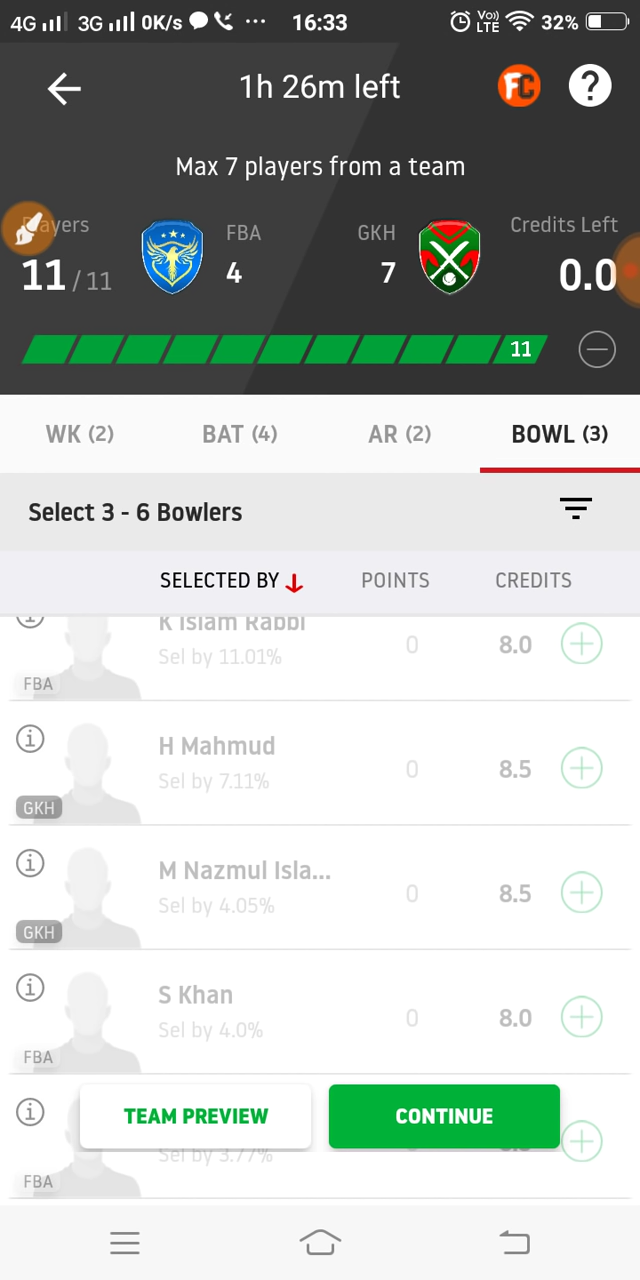 4G 3G 0K/s ... 16:33 Vo)) LTE 32%
1h 26m left FC ?
Max 7 players from a team
ayers FBA GKH Credits Left
11 / 11 4 7 0.0
11
WK (2) BAT (4) AR (2) BOWL (3)
Select 3 - 6 Bowlers
SELECTED BY POINTS CREDITS
K Islam Rabbi
Sel by 11.01% 0 8.0
FBA
H Mahmud
Sel by 7.11% 0 8.5
GKH
M Nazmul Isla...
Sel by 4.05% 0 8.5
GKH
S Khan
Sel by 4.0% 0 8.0
FBA
TEAM PREVIEW CONTINUE
Sel by 3.77%
FBA